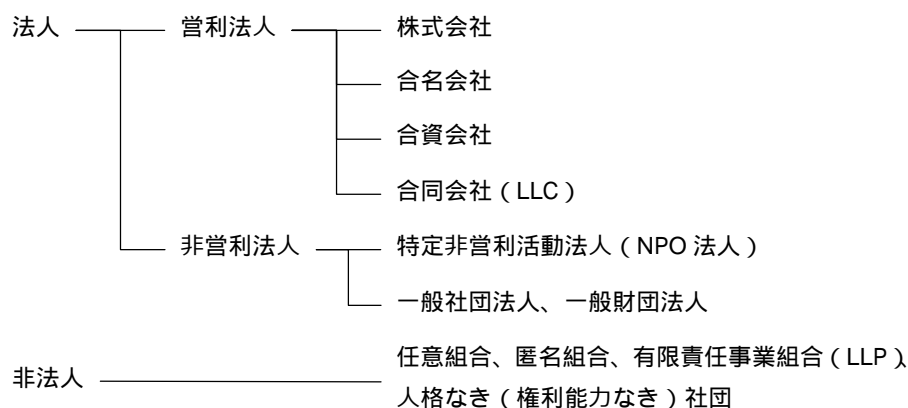 法人 営利法人 株式会社
合名会社
合資会社
合同会社（LLC）
非営利法人 特定非営利活動法人（NPO 法人）
一般社団法人、一般財団法人
非法人 任意組合、匿名組合、有限責任事業組合（LLP）、
人格なき（権利能力なき）社団